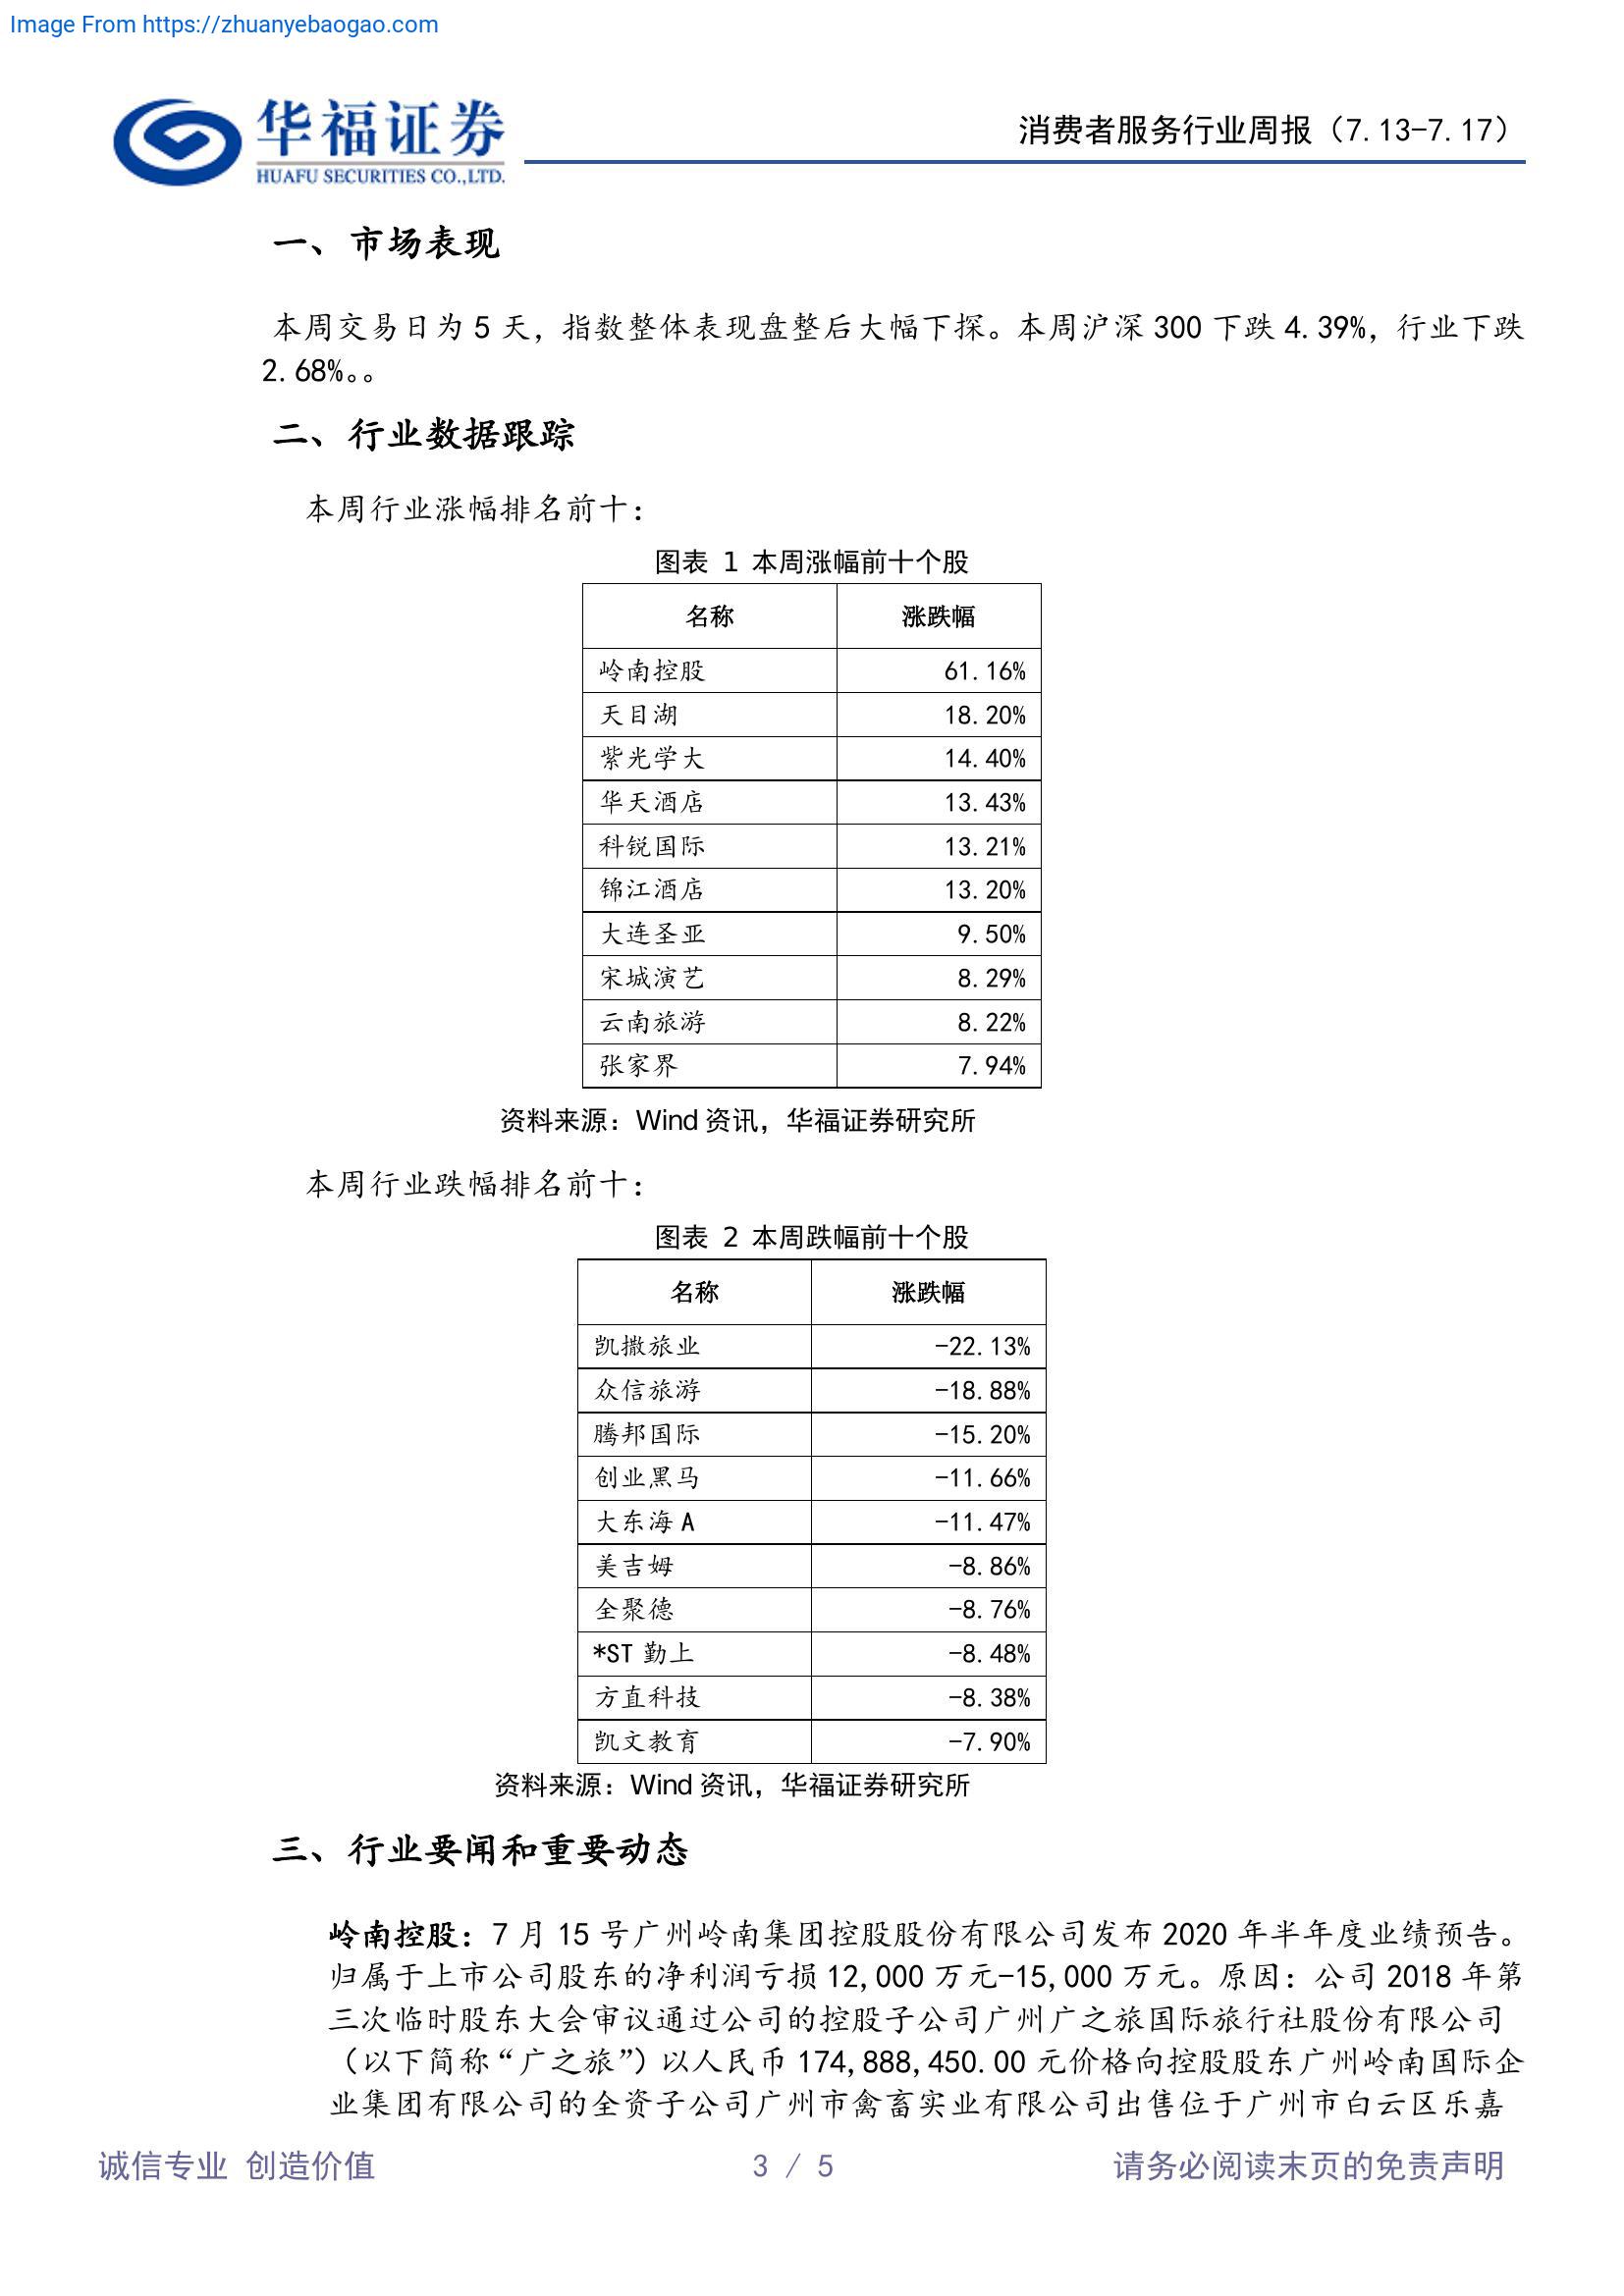 Image From https://zhuanyebaogao.com
华福证券
HUAFU SECURITIES CO.,LTD.
消费者服务行业周报（7.13-7.17）
一、市场表现
本周交易日为 5 天，指数整体表现盘整后大幅下探。本周沪深 300 下跌 4.39%，行业下跌
2.68%。。
二、行业数据跟踪
本周行业涨幅排名前十：
图表 1 本周涨幅前十个股
名称 涨跌幅
岭南控股 61.16%
天目湖 18.20%
紫光学大 14.40%
华天酒店 13.43%
科锐国际 13.21%
锦江酒店 13.20%
大连圣亚 9.50%
宋城演艺 8.29%
云南旅游 8.22%
张家界 7.94%
资料来源：Wind 资讯，华福证券研究所
本周行业跌幅排名前十：
图表 2 本周跌幅前十个股
名称 涨跌幅
凯撒旅业 -22.13%
众信旅游 -18.88%
腾邦国际 -15.20%
创业黑马 -11.66%
大东海 A -11.47%
美吉姆 -8.86%
全聚德 -8.76%
*ST 勤上 -8.48%
方直科技 -8.38%
凯文教育 -7.90%
资料来源：Wind 资讯，华福证券研究所
三、行业要闻和重要动态
岭南控股：7 月 15 号广州岭南集团控股股份有限公司发布 2020 年半年度业绩预告。
归属于上市公司股东的净利润亏损 12,000 万元-15,000 万元。原因：公司 2018 年第
三次临时股东大会审议通过公司的控股子公司广州广之旅国际旅行社股份有限公司
（以下简称“广之旅”）以人民币 174,888,450.00 元价格向控股股东广州岭南国际企
业集团有限公司的全资子公司广州市禽畜实业有限公司出售位于广州市白云区乐嘉
诚信专业 创造价值
3 / 5
请务必阅读末页的免责声明